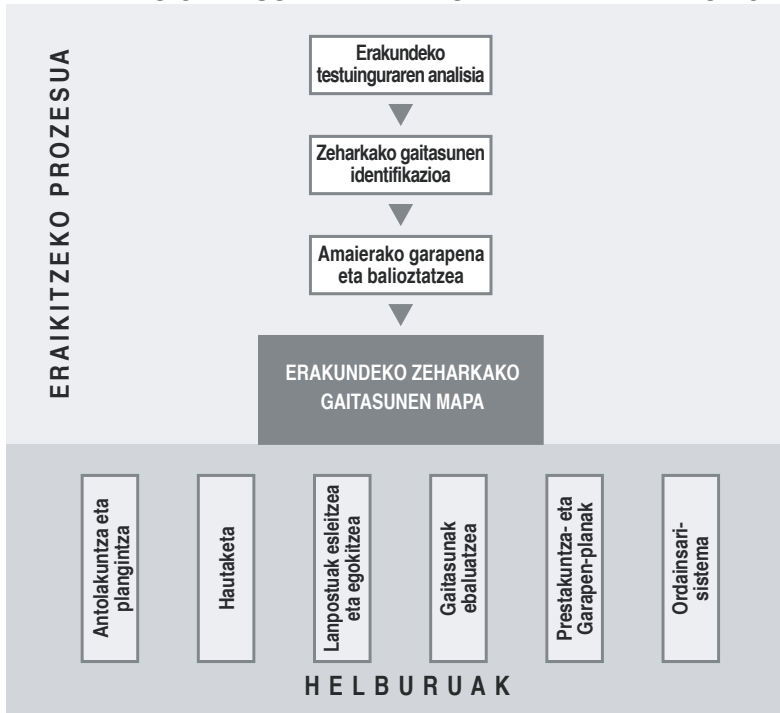 ERAIKITZEKO PROZESUA
Erakundeko
testuinguraren analisia
Zeharkako gaitasunen
identifikazioa
Amaierako garapena
eta balioztatzea
ERAKUNDEKO ZEHARKAKO
GAITASUNEN MAPA
Antolakuntza eta
plangintza
Hautaketa
Lanpostuak esleitzea
eta egokitzea
Gaitasunak
ebaluatzea
Prestakuntza- eta
Garapen-planak
Ordainsari-
sistema
HELBURUAK